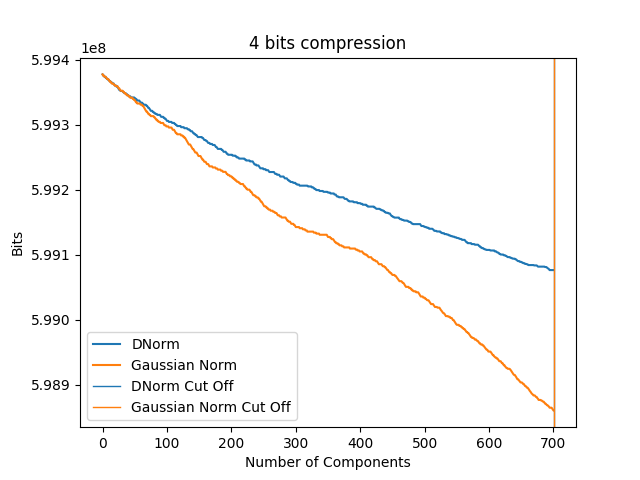 4 bits compression
1e8
5.994
5.993
5.992
5.991
5.990
5.989
Bits
DNorm
Gaussian Norm
DNorm Cut Off
Gaussian Norm Cut Off
0 100 200 300 400 500 600 700
Number of Components